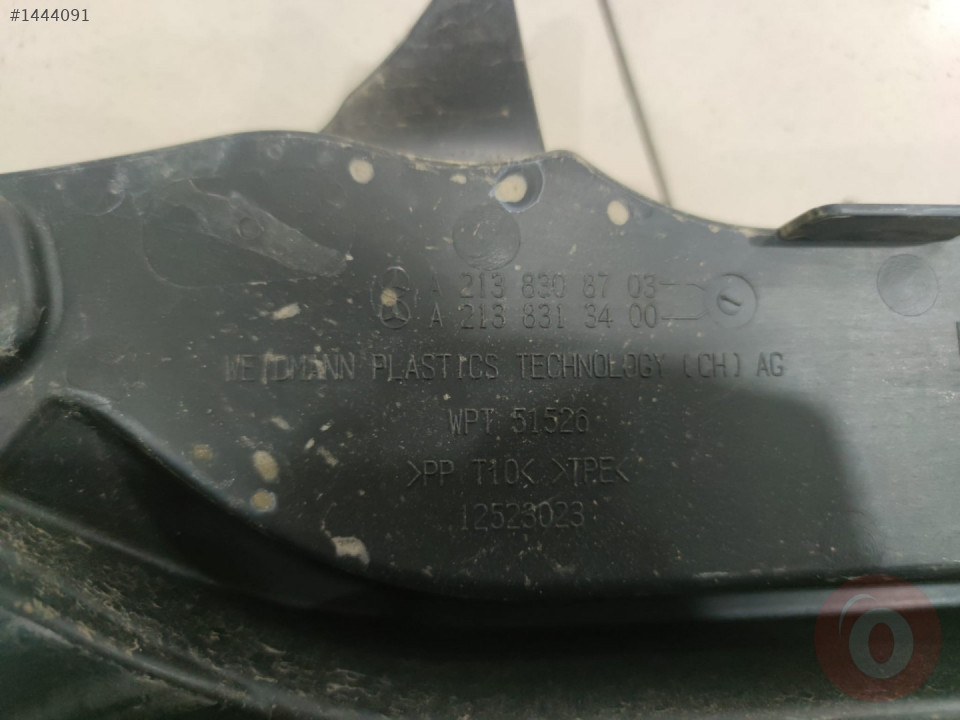 #1444091
A 213 830 87 03
A 213 831 34 00
WEIDMANN PLASTICS TECHNOLOGY (CH) AG
WPT 51526
>PP T10< >TPE<
12523023